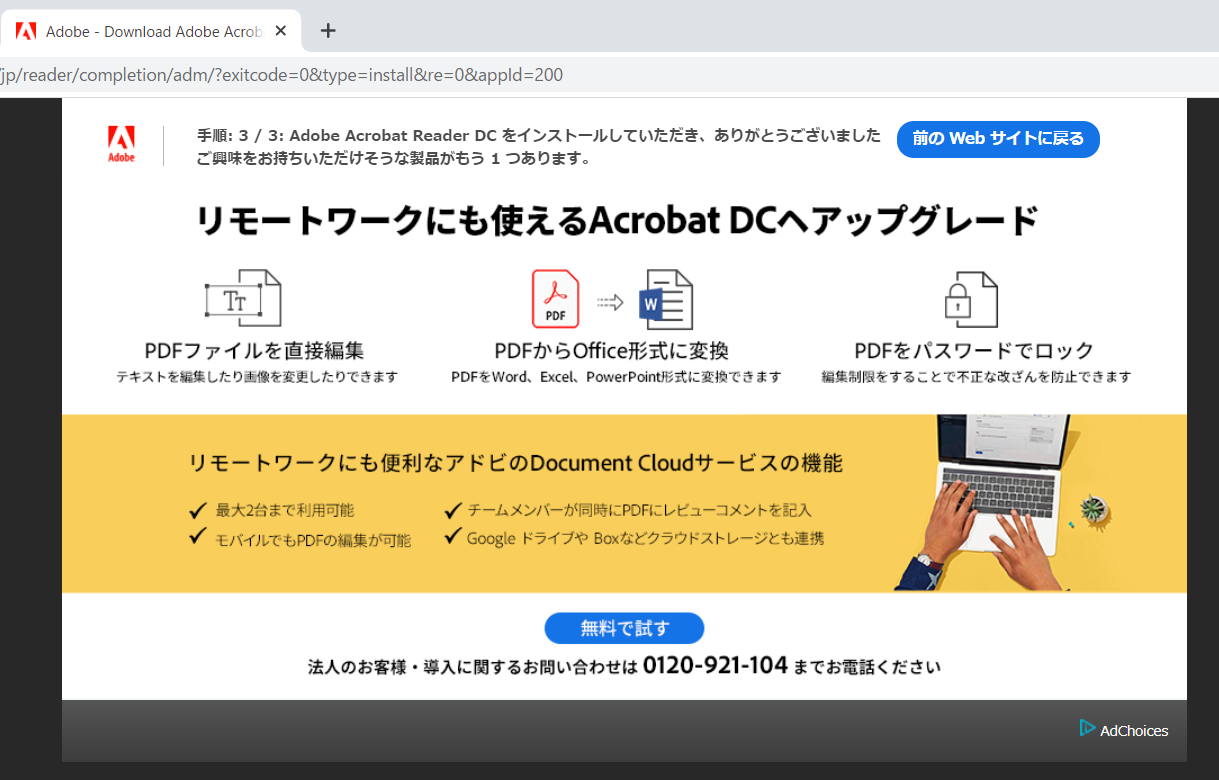 Adobe - Download Adobe Acrob
/jp/reader/completion/adm/?exitcode=0&type=install&re=0&appId=200
Adobe
手順: 3 / 3: Adobe Acrobat Reader DC をインストールしていただき、ありがとうございました
ご興味をお持ちいただけそうな製品がもう 1 つあります。
前の Web サイトに戻る
リモートワークにも使えるAcrobat DCへアップグレード
TT
PDF
W
PDFファイルを直接編集
PDFからOffice形式に変換
PDFをパスワードでロック
テキストを編集したり画像を変更したりできます
PDFをWord、Excel、PowerPoint形式に変換できます
編集制限をすることで不正な改ざんを防止できます
リモートワークにも便利なアドビのDocument Cloudサービスの機能
✓ 最大2台まで利用可能
✓ チームメンバーが同時にPDFにレビューコメントを記入
✓ モバイルでもPDFの編集が可能
✓ Google ドライブや Boxなどクラウドストレージとも連携
無料で試す
法人のお客様・導入に関するお問い合わせは 0120-921-104 までお電話ください
AdChoices